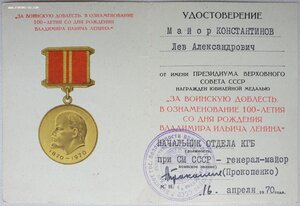 "ЗА ВОИНСКУЮ ДОБЛЕСТЬ.
В ОЗНАМЕНОВАНИЕ
100-ЛЕТИЯ СО ДНЯ РОЖДЕНИЯ
ВЛАДИМИРА ИЛЬИЧА ЛЕНИНА"
1870-1970
УДОСТОВЕРЕНИЕ
Майор КОНСТАНТИНОВ
Лев Александрович
от имени ПРЕЗИДИУМА ВЕРХОВНОГО
СОВЕТА СССР
НАГРАЖДЕН ЮБИЛЕЙНОЙ МЕДАЛЬЮ
"ЗА ВОИНСКУЮ ДОБЛЕСТЬ.
В ОЗНАМЕНОВАНИЕ 100-ЛЕТИЯ
СО ДНЯ РОЖДЕНИЯ
ВЛАДИМИРА ИЛЬИЧА ЛЕНИНА"
НАЧАЛЬНИК ОТДЕЛА КГБ
при СМ СССР - генерал-майор
(Прокопенко)
"16" апреля 1970 года.